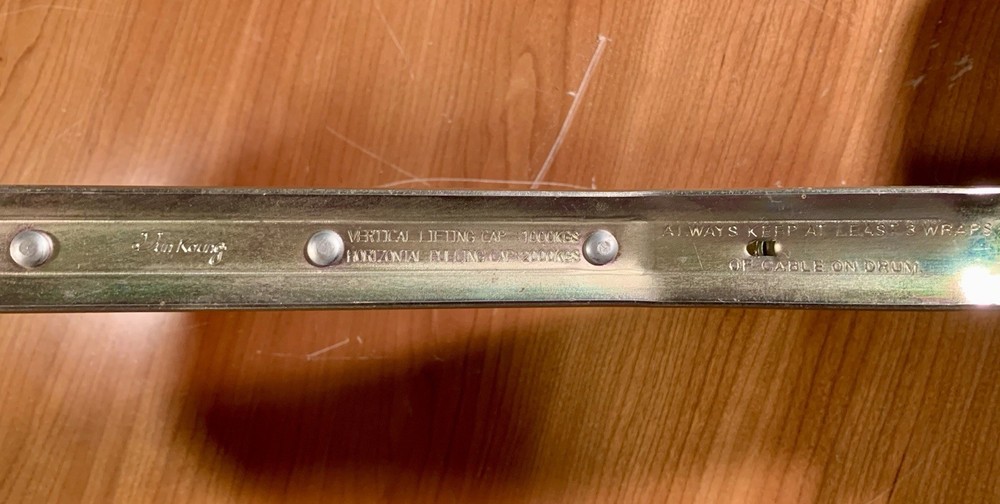 VERTICAL LIFTING CAP 1000KGS
HORIZONTAL PULLING CAP 2000KGS
ALWAYS KEEP AT LEAST 3 WRAPS
OF CABLE ON DRUM